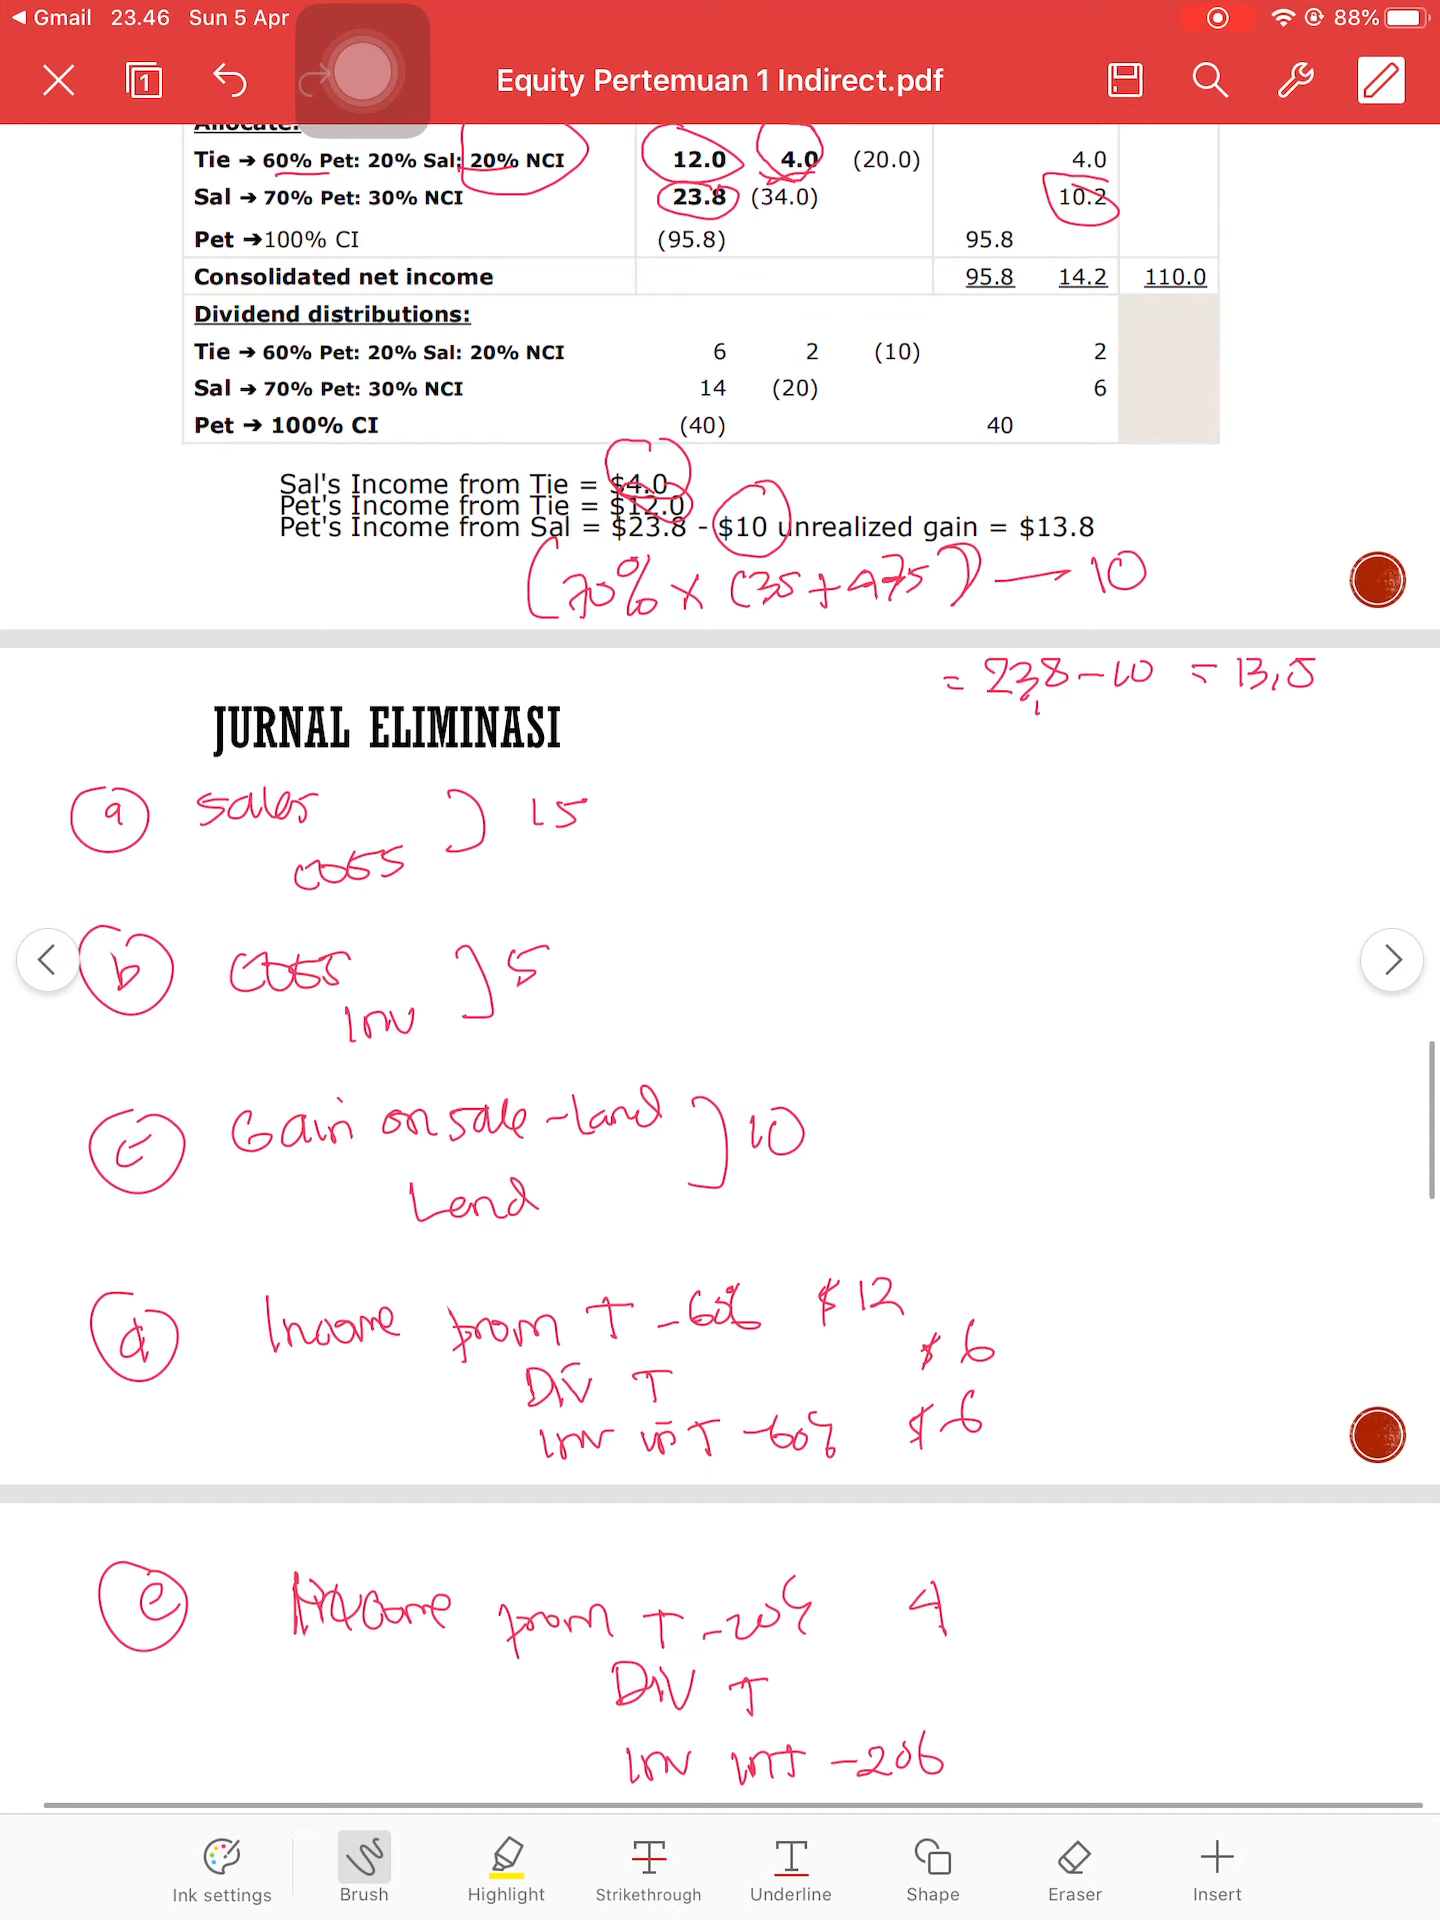 Gmail 23.46 Sun 5 Apr 88%
1 Equity Pertemuan 1 Indirect.pdf
Allocate:
Tie → 60% Pet: 20% Sal: 20% NCI 12.0 4.0 (20.0) 4.0
Sal → 70% Pet: 30% NCI 23.8 (34.0) 10.2
Pet →100% CI (95.8) 95.8
Consolidated net income 95.8 14.2 110.0
Dividend distributions:
Tie → 60% Pet: 20% Sal: 20% NCI 6 2 (10) 2
Sal → 70% Pet: 30% NCI 14 (20) 6
Pet → 100% CI (40) 40
Sal's Income from Tie = $4.0
Pet's Income from Tie = $12.0
Pet's Income from Sal = $23.8 - $10 unrealized gain = $13.8
(70% x (35+4-5)) — 10
= 23,8 - 10 = 13,8
JURNAL ELIMINASI
a sales ] 15
COGS
b COGS ] 5
Inv
c Gain on sale - Land ] 10
Land
d Income from T - 60% $12
Div T $6
Inv in T - 60% $6
e Income from T - 20% 4
Div T
Inv in T - 20%
Ink settings Brush Highlight Strikethrough Underline Shape Eraser Insert